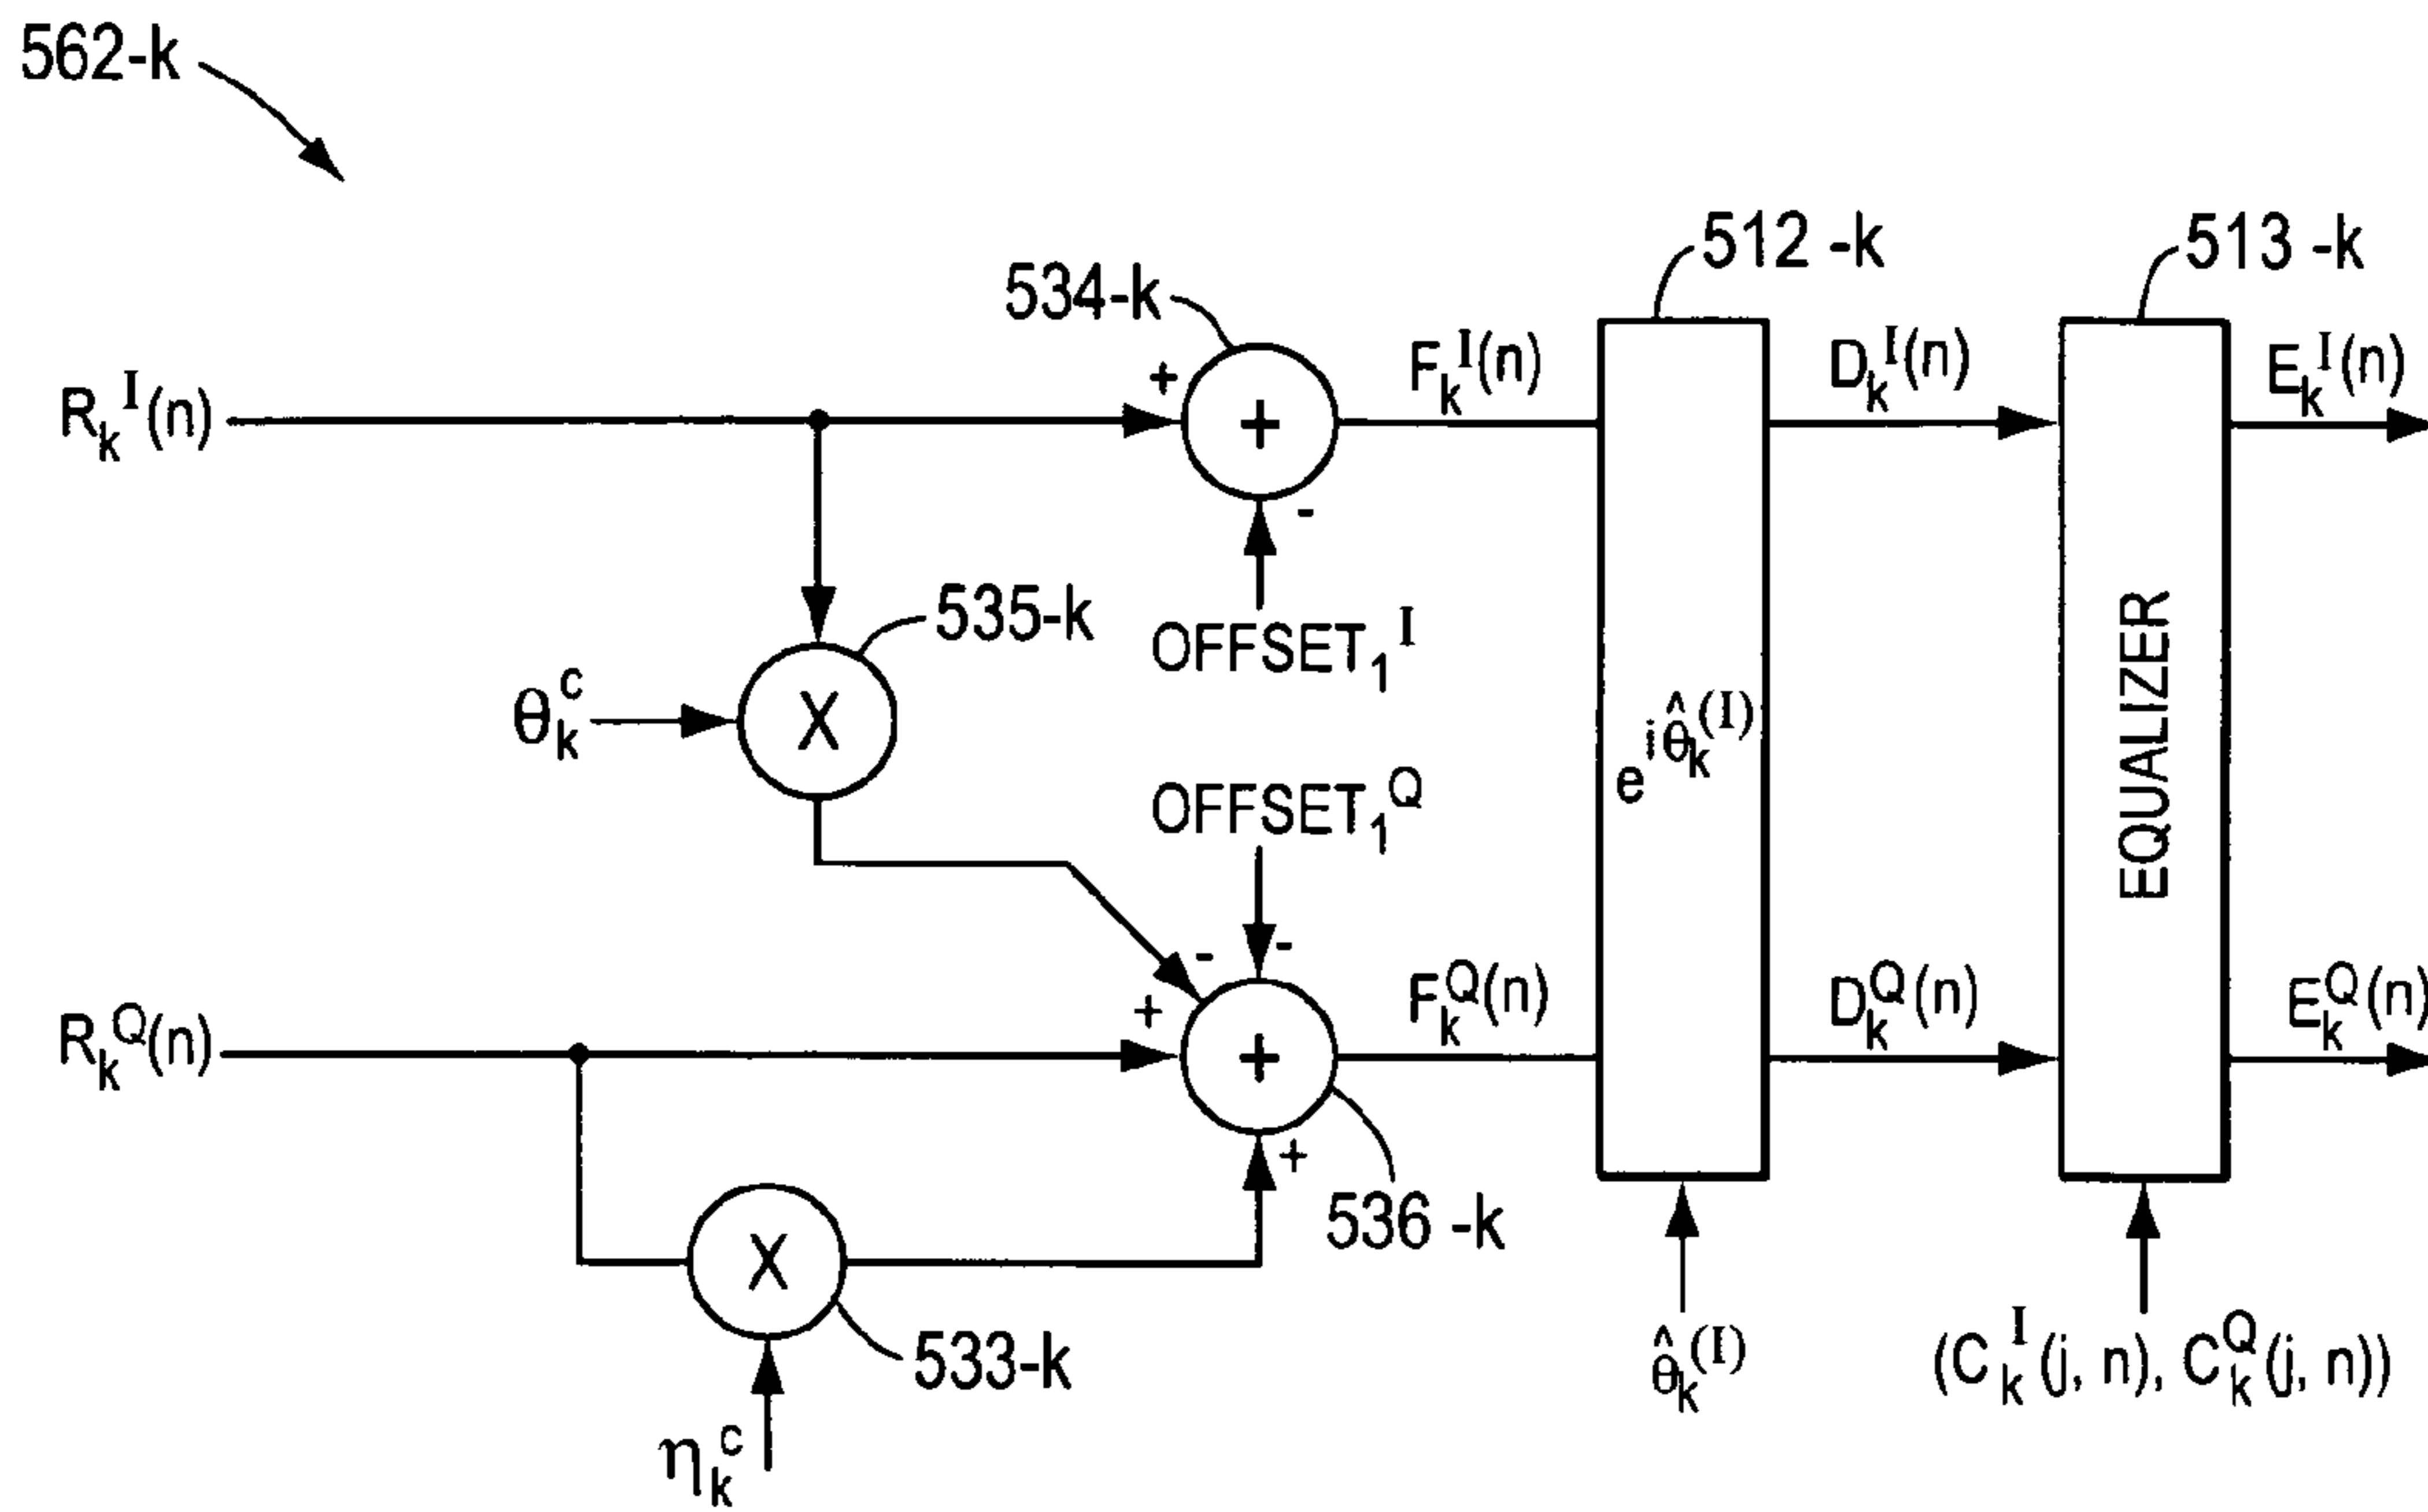 562-k
512 -k
513 -k
534-k
R_k^I(n)
+
+
F_k^I(n)
D_k^I(n)
E_k^I(n)
-
535-k
OFFSET_1^I
θ_k^c
X
e^{iθ̂_k^{(I)}}
EQUALIZER
OFFSET_1^Q
-
-
R_k^Q(n)
+
+
F_k^Q(n)
D_k^Q(n)
E_k^Q(n)
+
536 -k
X
533-k
η_k^c
θ̂_k^{(I)}
(C_k^I(j, n), C_k^Q(j, n))